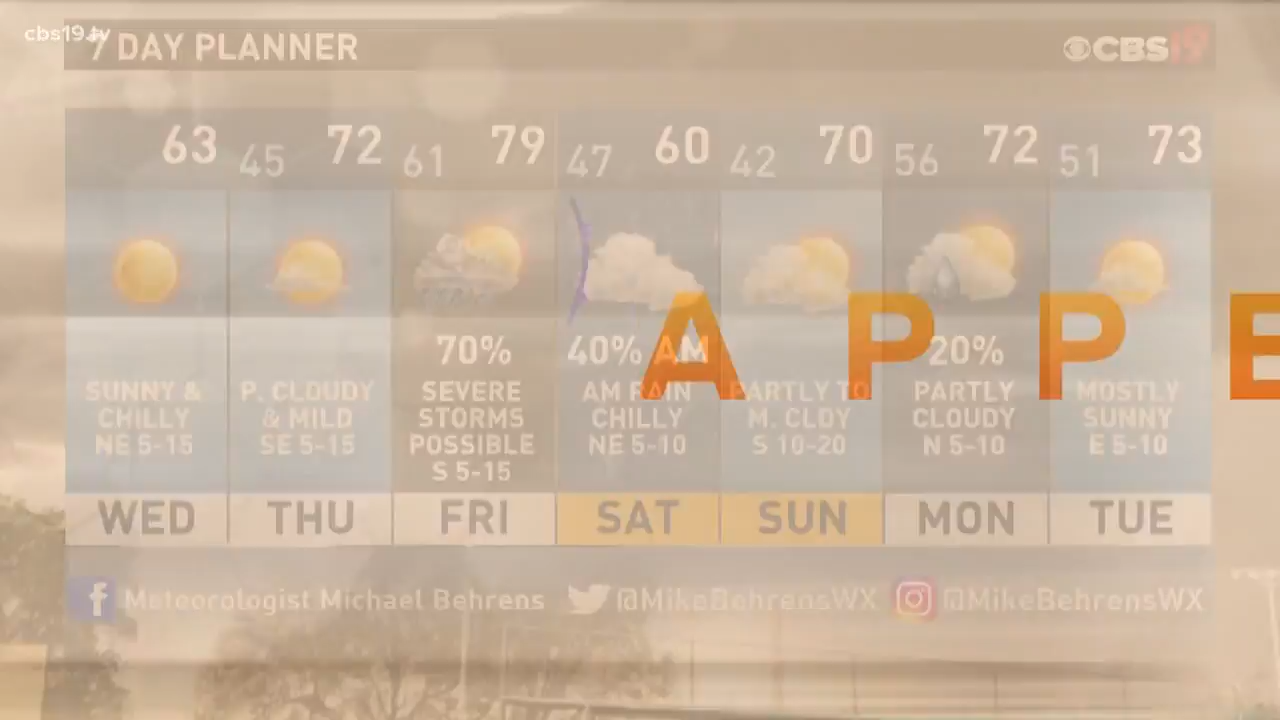 cbs19.tv
7 DAY PLANNER
CBS19
63 45 72 61 79 47 60 42 70 56 72 51 73
A P P E
70% 40% AM 20%
SUNNY & CHILLY NE 5-15
P. CLOUDY & MILD SE 5-15
SEVERE STORMS POSSIBLE S 5-15
AM RAIN CHILLY NE 5-10
PARTLY TO M. CLDY S 10-20
PARTLY CLOUDY N 5-10
MOSTLY SUNNY E 5-10
WED THU FRI SAT SUN MON TUE
Meteorologist Michael Behrens @MikeBehrensWX @MikeBehrensWX